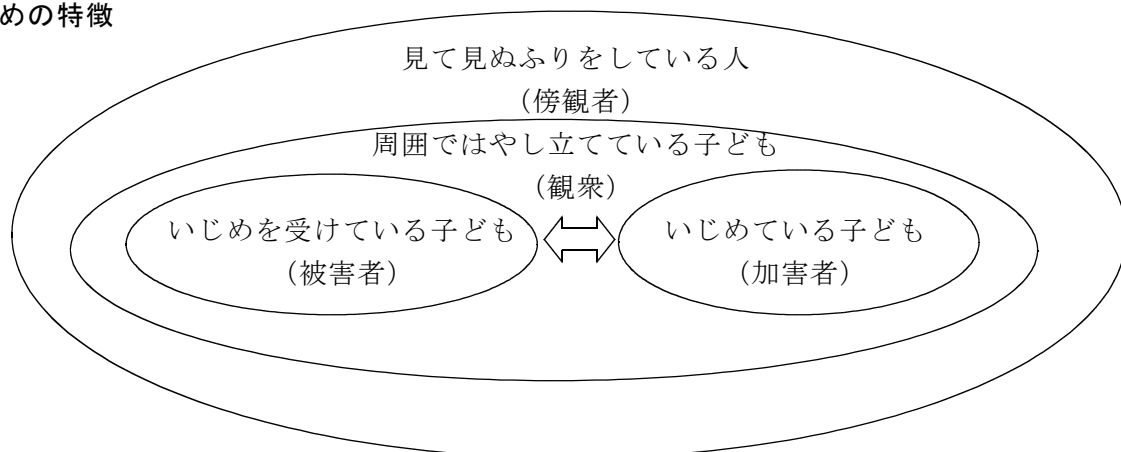 めの特徴
見て見ぬふりをしている人
（傍観者）
周囲ではやし立てている子ども
（観衆）
いじめを受けている子ども
（被害者）
いじめている子ども
（加害者）